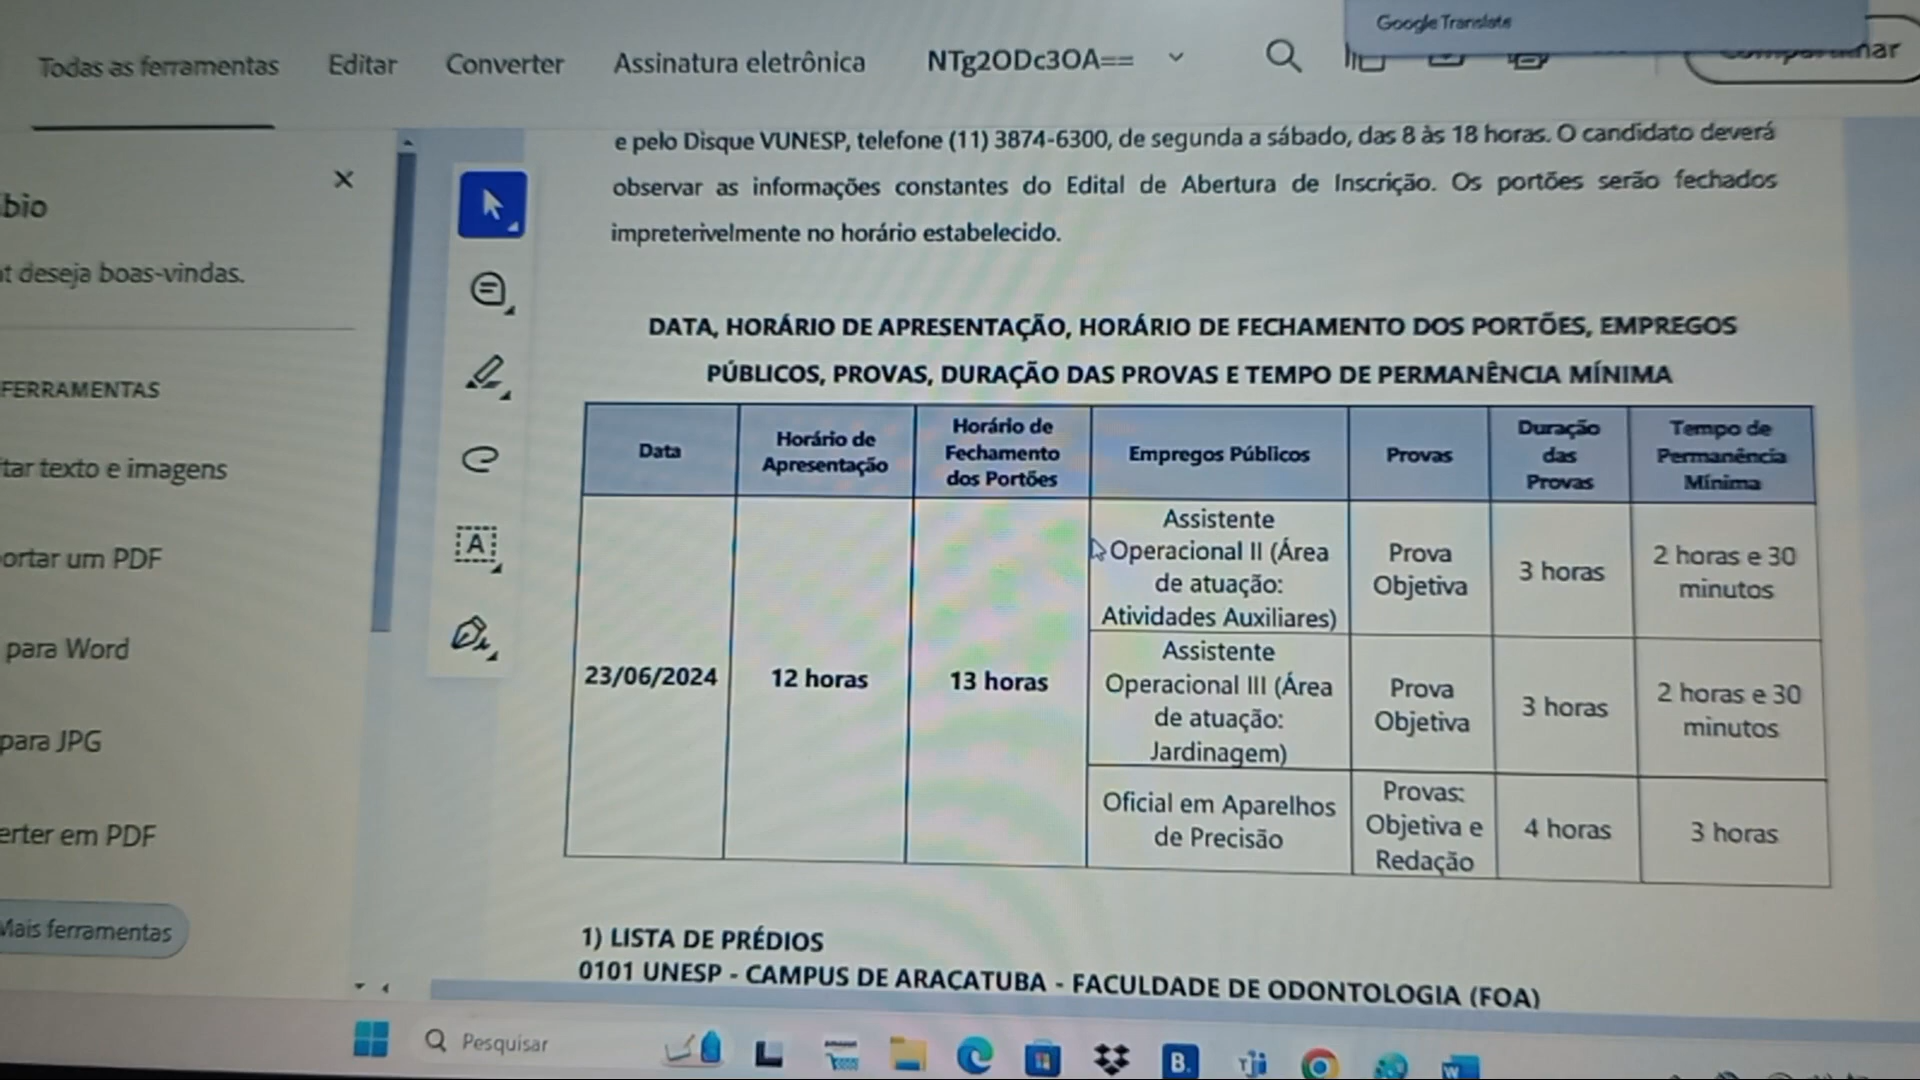 Google Translate
Todas as ferramentas Editar Converter Assinatura eletrônica NTg2ODc3OA==
e pelo Disque VUNESP, telefone (11) 3874-6300, de segunda a sábado, das 8 às 18 horas. O candidato deverá
observar as informações constantes do Edital de Abertura de Inscrição. Os portões serão fechados
impreterivelmente no horário estabelecido.
bio
deseja boas-vindas.
FERRAMENTAS
tar texto e imagens
ortar um PDF
para Word
para JPG
erter em PDF
Mais ferramentas
DATA, HORÁRIO DE APRESENTAÇÃO, HORÁRIO DE FECHAMENTO DOS PORTÕES, EMPREGOS
PÚBLICOS, PROVAS, DURAÇÃO DAS PROVAS E TEMPO DE PERMANÊNCIA MÍNIMA
Data
Horário de
Apresentação
Horário de
Fechamento
dos Portões
Empregos Públicos
Provas
Duração
das
Provas
Tempo de
Permanência
Mínima
23/06/2024
12 horas
13 horas
Assistente
Operacional II (Área
de atuação:
Atividades Auxiliares)
Prova
Objetiva
3 horas
2 horas e 30
minutos
Assistente
Operacional III (Área
de atuação:
Jardinagem)
Prova
Objetiva
3 horas
2 horas e 30
minutos
Oficial em Aparelhos
de Precisão
Provas:
Objetiva e
Redação
4 horas
3 horas
1) LISTA DE PRÉDIOS
0101 UNESP - CAMPUS DE ARAÇATUBA - FACULDADE DE ODONTOLOGIA (FOA)
Pesquisar